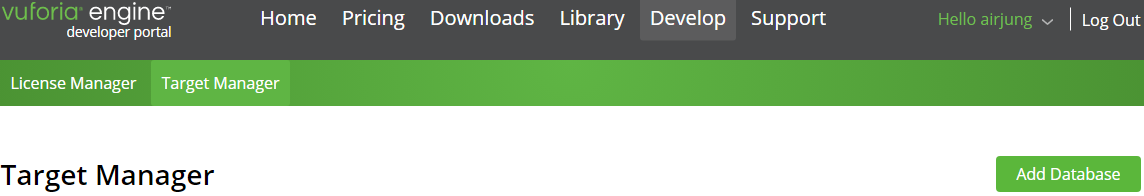 vuforia® engine™ Home Pricing Downloads Library Develop Support Hello airjung Log Out
developer portal
License Manager Target Manager
Target Manager Add Database